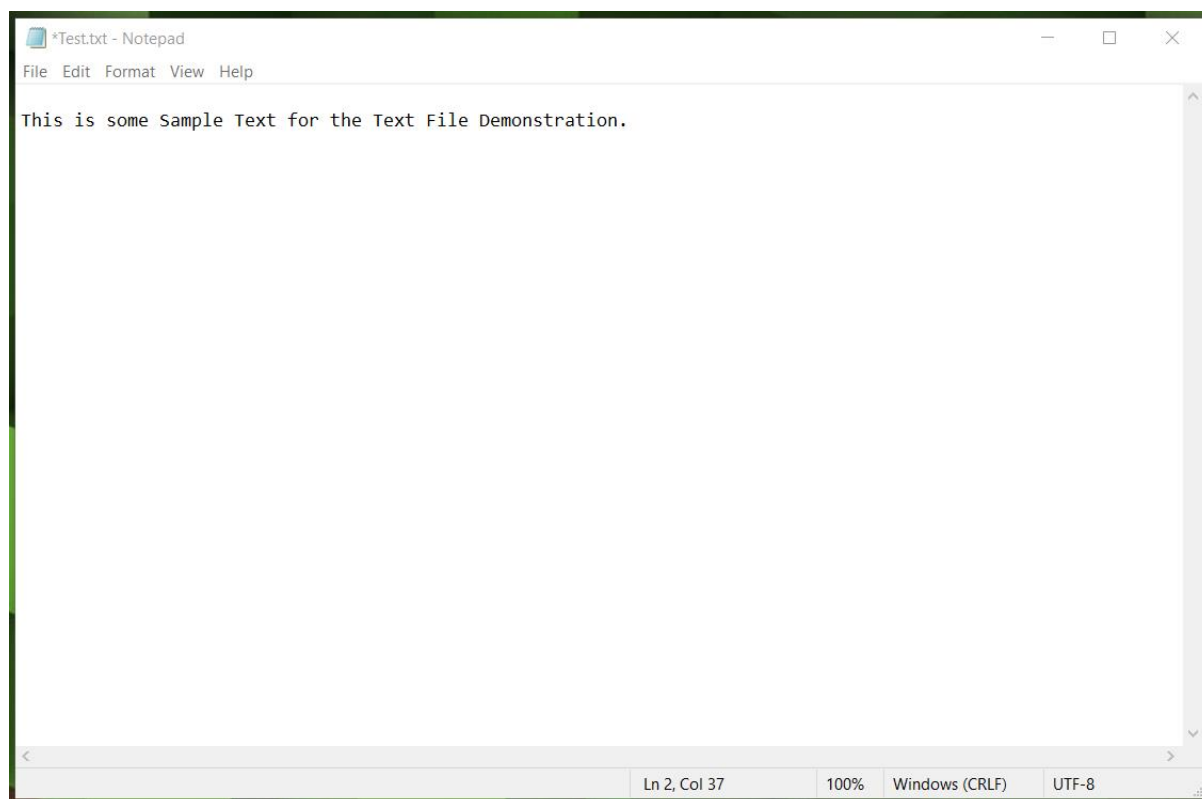 *Test.txt - Notepad
File Edit Format View Help
This is some Sample Text for the Text File Demonstration.
Ln 2, Col 37 100% Windows (CRLF) UTF-8